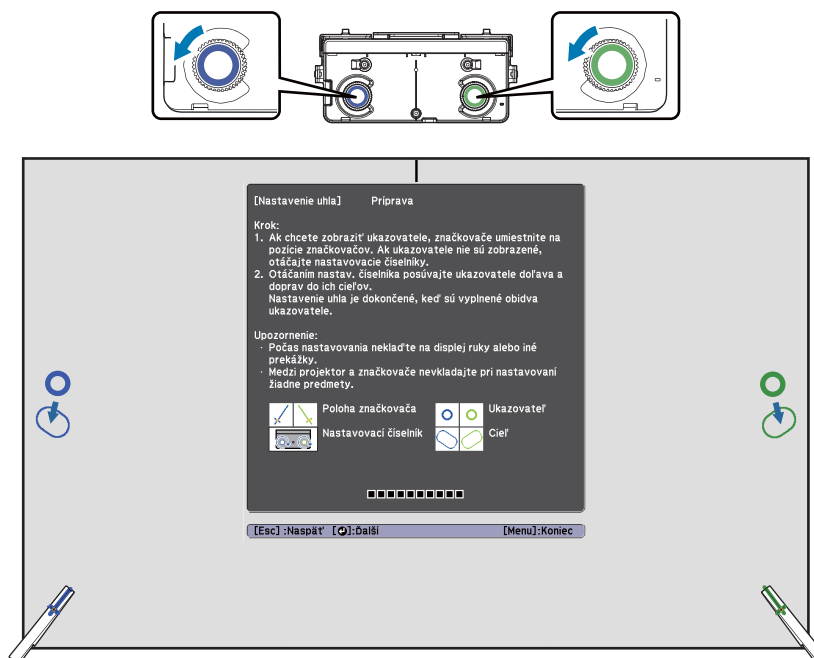 [Nastavenie uhla] Príprava
Krok:
1. Ak chcete zobraziť ukazovatele, značkovače umiestnite na
pozície značkovačov. Ak ukazovatele nie sú zobrazené,
otáčajte nastavovacie číselníky.
2. Otáčaním nastav. číselníka posúvajte ukazovatele doľava a
doprav do ich cieľov.
Nastavenie uhla je dokončené, keď sú vyplnené obidva
ukazovatele.
Upozornenie:
· Počas nastavovania neklaďte na displej ruky alebo iné
prekážky.
· Medzi projektor a značkovače nevkladajte pri nastavovaní
žiadne predmety.
Poloha značkovača Ukazovateľ
Nastavovací číselník Cieľ
[Esc] :Naspäť [⏎]:Ďalší [Menu]:Koniec